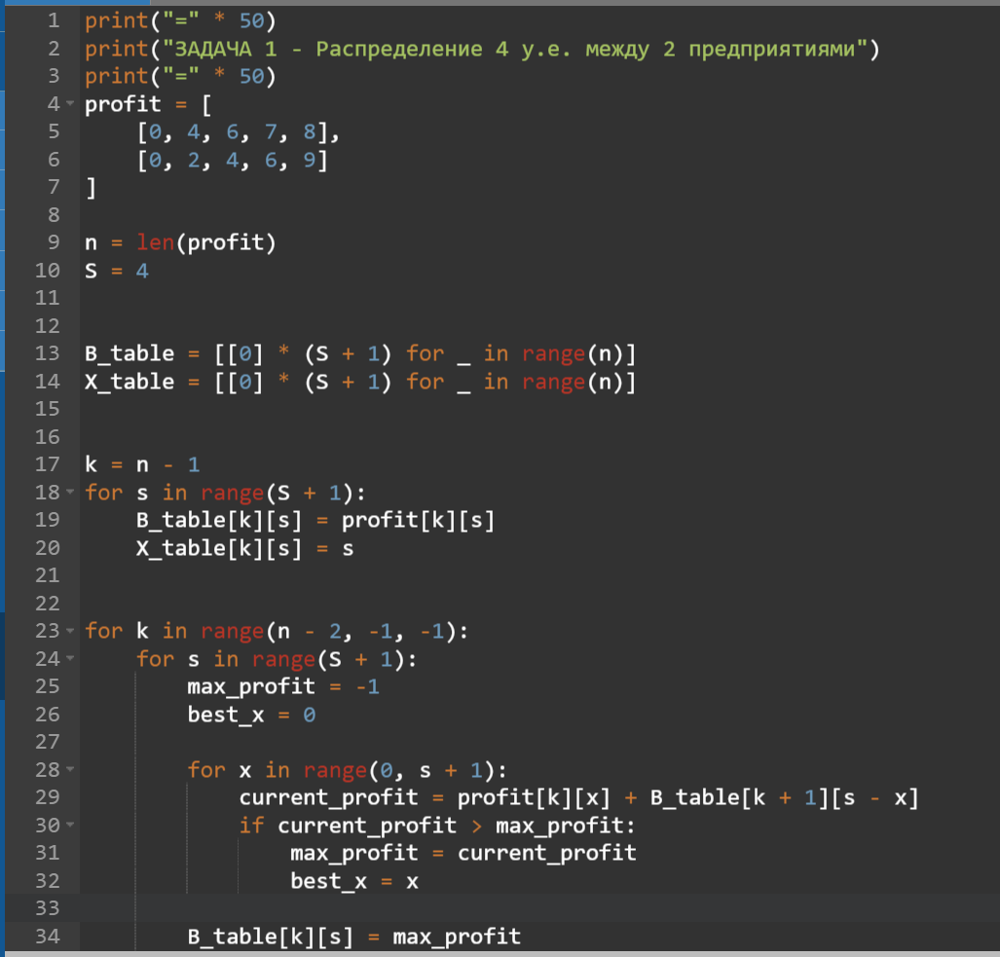 1 print("=" * 50)
2 print("ЗАДАЧА 1 - Распределение 4 у.е. между 2 предприятиями")
3 print("=" * 50)
4 profit = [
5     [0, 4, 6, 7, 8],
6     [0, 2, 4, 6, 9]
7 ]
8
9 n = len(profit)
10 S = 4
11
12
13 B_table = [[0] * (S + 1) for _ in range(n)]
14 X_table = [[0] * (S + 1) for _ in range(n)]
15
16
17 k = n - 1
18 for s in range(S + 1):
19     B_table[k][s] = profit[k][s]
20     X_table[k][s] = s
21
22
23 for k in range(n - 2, -1, -1):
24     for s in range(S + 1):
25         max_profit = -1
26         best_x = 0
27
28         for x in range(0, s + 1):
29             current_profit = profit[k][x] + B_table[k + 1][s - x]
30             if current_profit > max_profit:
31                 max_profit = current_profit
32                 best_x = x
33
34         B_table[k][s] = max_profit